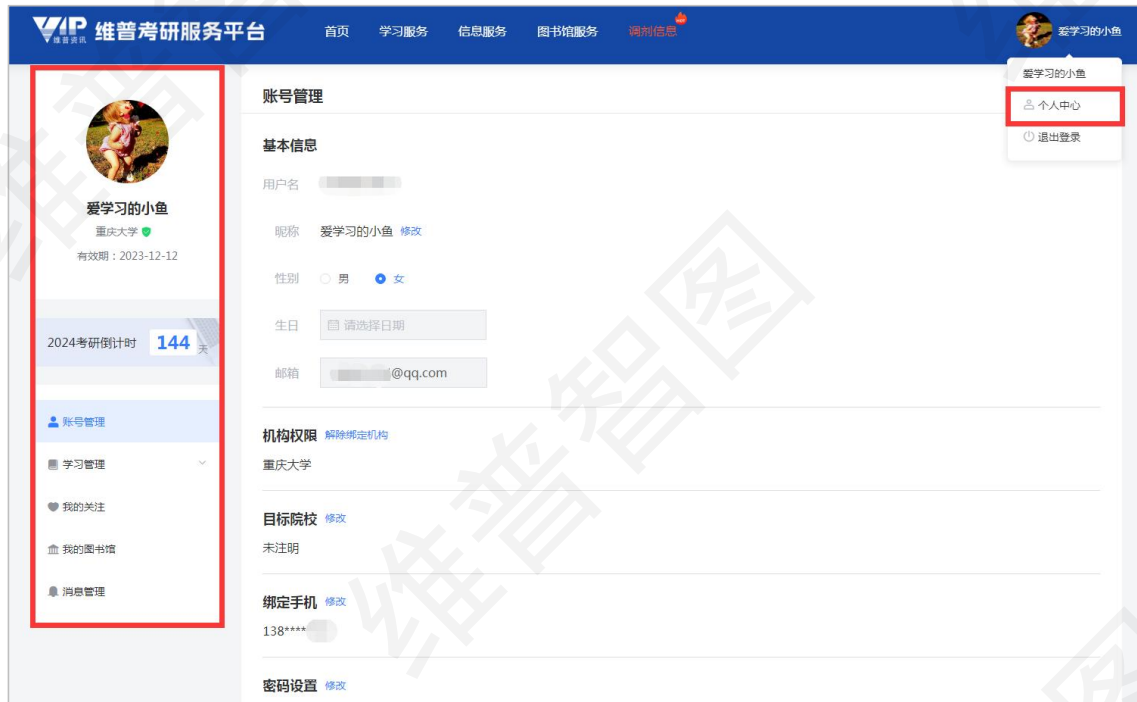 VIP 维普考研服务平台 首页 学习服务 信息服务 图书馆服务 调剂信息 爱学习的小鱼
维普资讯
爱学习的小鱼
个人中心
退出登录
爱学习的小鱼
重庆大学
有效期：2023-12-12
2024考研倒计时 144 天
账号管理
学习管理
我的关注
我的图书馆
消息管理
账号管理
基本信息
用户名
昵称 爱学习的小鱼 修改
性别 男 女
生日 请选择日期
邮箱 @qq.com
机构权限 解除绑定机构
重庆大学
目标院校 修改
未注明
绑定手机 修改
138****
密码设置 修改
维普智图